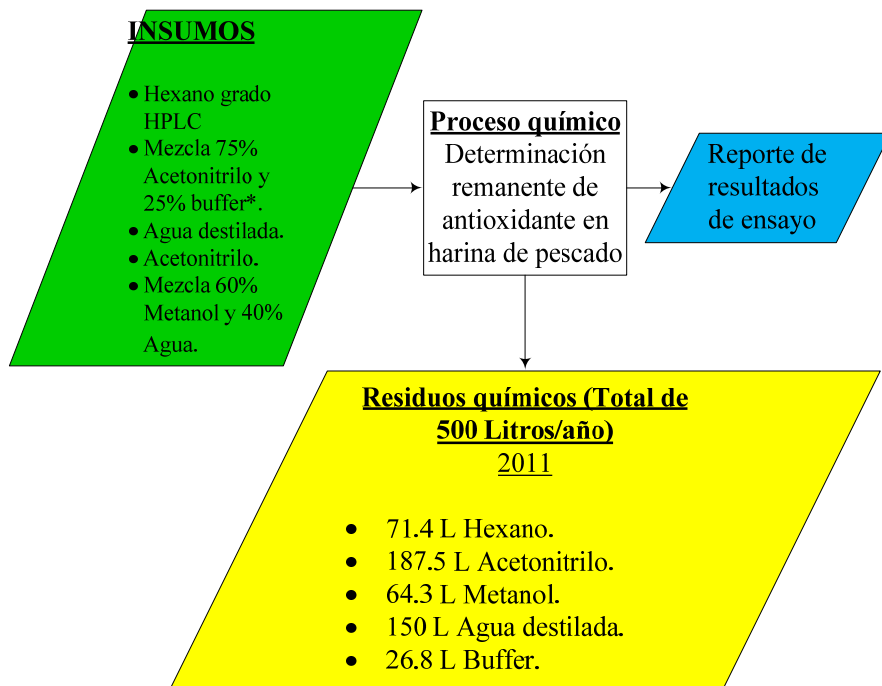 INSUMOS
• Hexano grado
HPLC
• Mezcla 75%
Acetonitrilo y
25% buffer*.
• Agua destilada.
• Acetonitrilo.
• Mezcla 60%
Metanol y 40%
Agua.
Proceso químico
Determinación
remanente de
antioxidante en
harina de pescado
Reporte de
resultados
de ensayo
Residuos químicos (Total de
500 Litros/año)
2011
• 71.4 L Hexano.
• 187.5 L Acetonitrilo.
• 64.3 L Metanol.
• 150 L Agua destilada.
• 26.8 L Buffer.